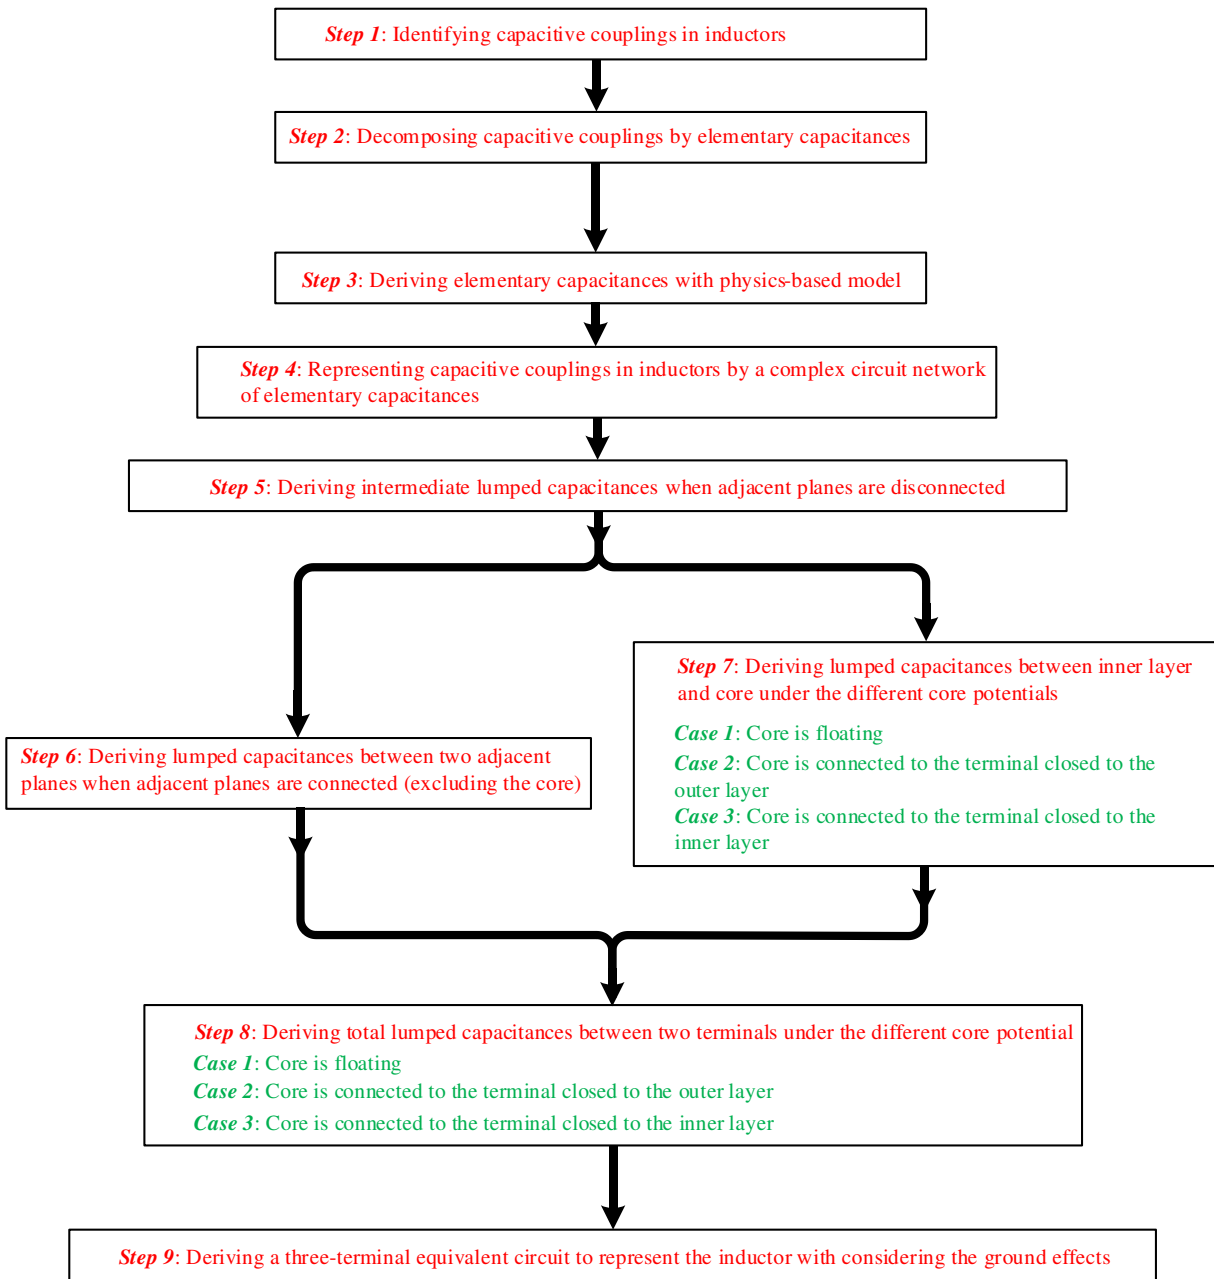 Step 1: Identifying capacitive couplings in inductors
Step 2: Decomposing capacitive couplings by elementary capacitances
Step 3: Deriving elementary capacitances with physics-based model
Step 4: Representing capacitive couplings in inductors by a complex circuit network
of elementary capacitances
Step 5: Deriving intermediate lumped capacitances when adjacent planes are disconnected
Step 6: Deriving lumped capacitances between two adjacent
planes when adjacent planes are connected (excluding the core)
Step 7: Deriving lumped capacitances between inner layer
and core under the different core potentials
Case 1: Core is floating
Case 2: Core is connected to the terminal closed to the
outer layer
Case 3: Core is connected to the terminal closed to the
inner layer
Step 8: Deriving total lumped capacitances between two terminals under the different core potential
Case 1: Core is floating
Case 2: Core is connected to the terminal closed to the outer layer
Case 3: Core is connected to the terminal closed to the inner layer
Step 9: Deriving a three-terminal equivalent circuit to represent the inductor with considering the ground effects